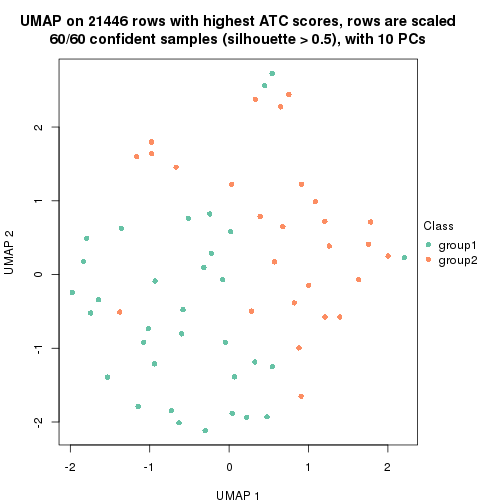 UMAP on 21446 rows with highest ATC scores, rows are scaled
60/60 confident samples (silhouette > 0.5), with 10 PCs
2
1
0
-1
-2
UMAP 2
-2
-1
0
1
2
UMAP 1
Class
group1
group2